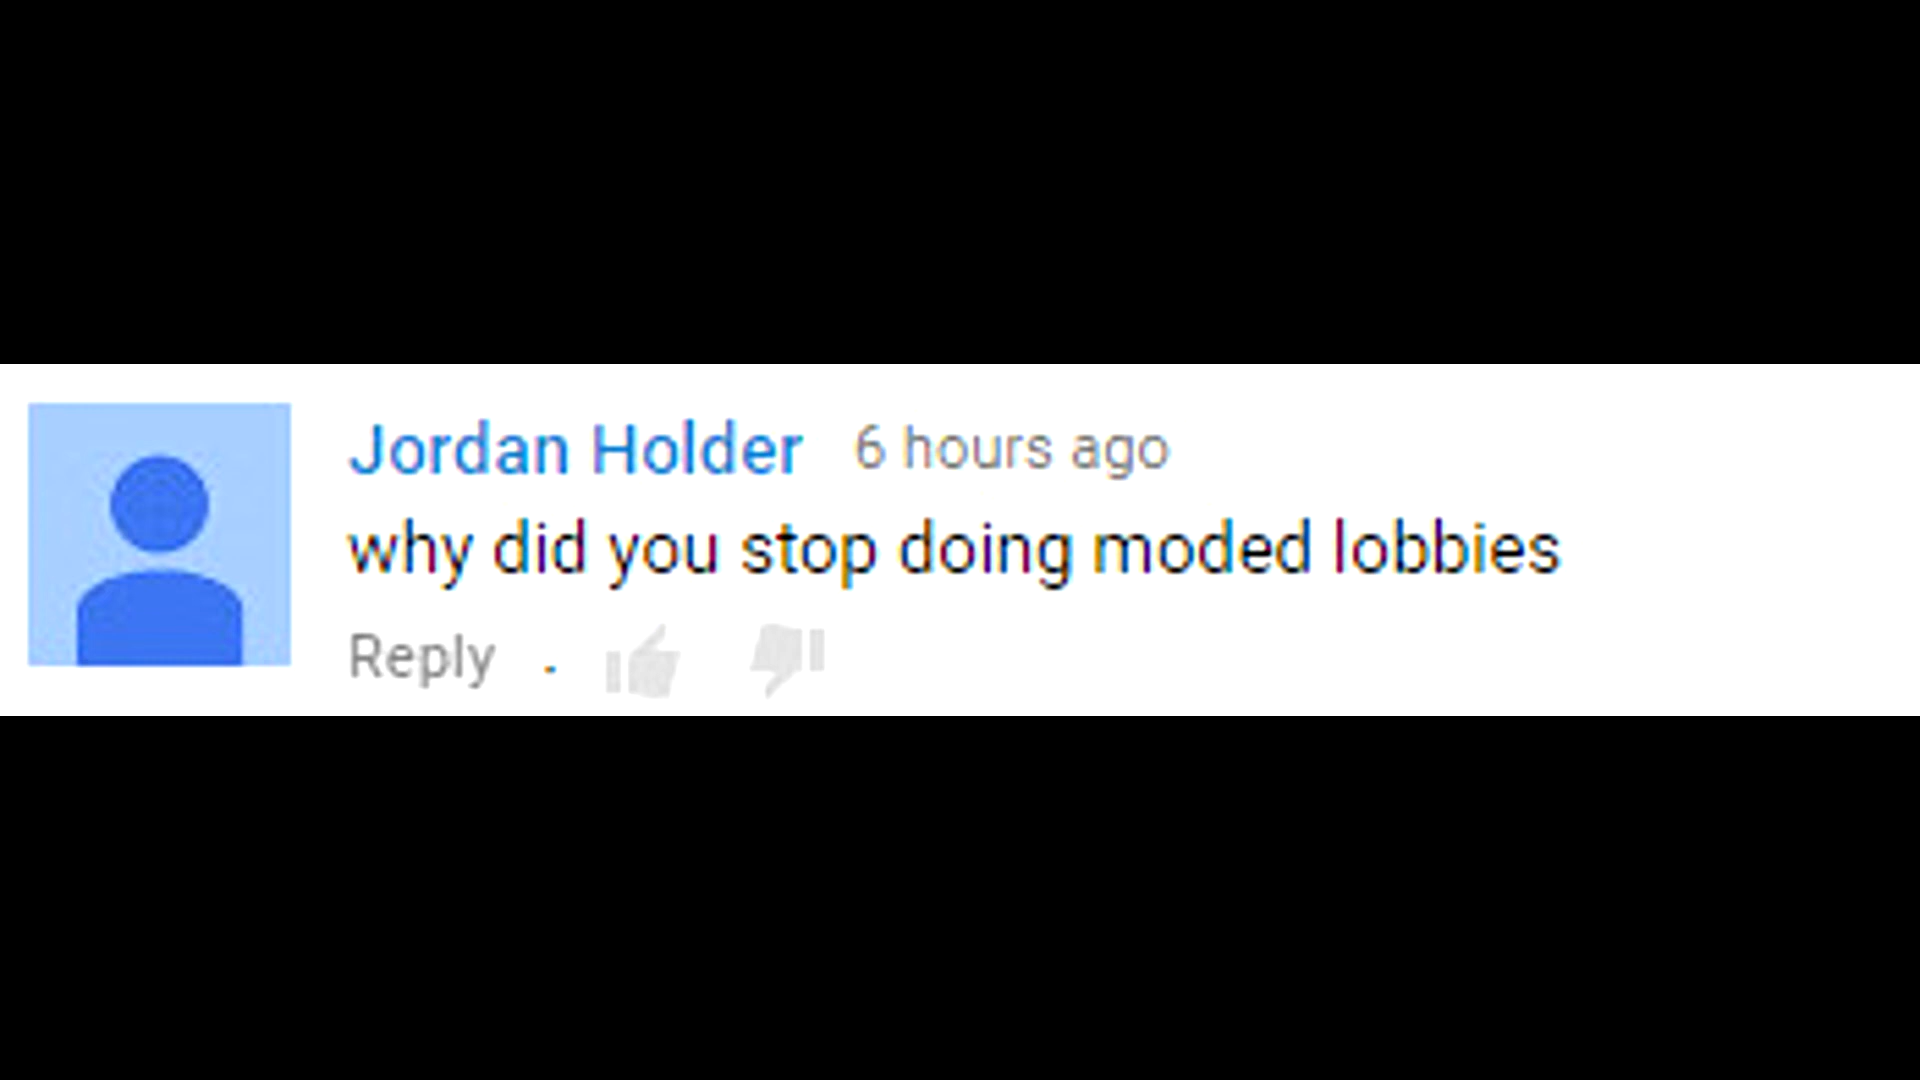 Jordan Holder 6 hours ago
why did you stop doing moded lobbies
Reply .